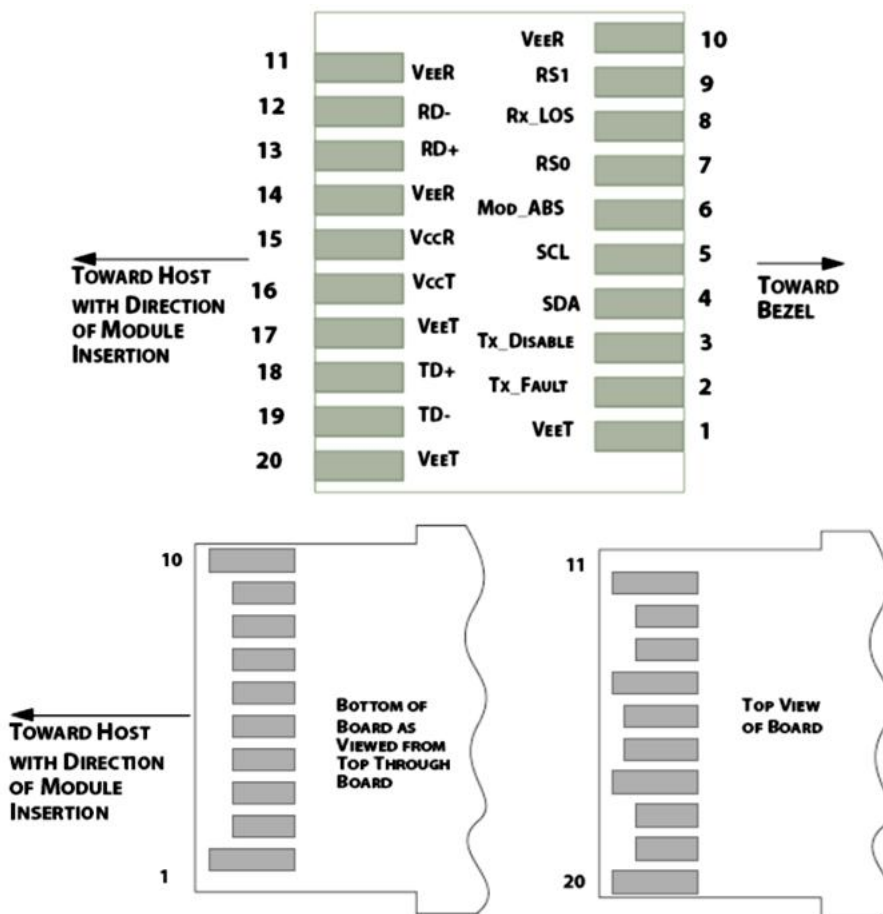 11 VEER
12 RD-
13 RD+
14 VEER
15 VCCR
16 VCCT
17 VEET
18 TD+
19 TD-
20 VEET
VEER 10
RS1 9
RX_LOS 8
RS0 7
MOD_ABS 6
SCL 5
SDA 4
TX_DISABLE 3
TX_FAULT 2
VEET 1
TOWARD HOST
WITH DIRECTION
OF MODULE
INSERTION
TOWARD
BEZEL
10
1
BOTTOM OF
BOARD AS
VIEWED FROM
TOP THROUGH
BOARD
TOWARD HOST
WITH DIRECTION
OF MODULE
INSERTION
11
20
TOP VIEW
OF BOARD